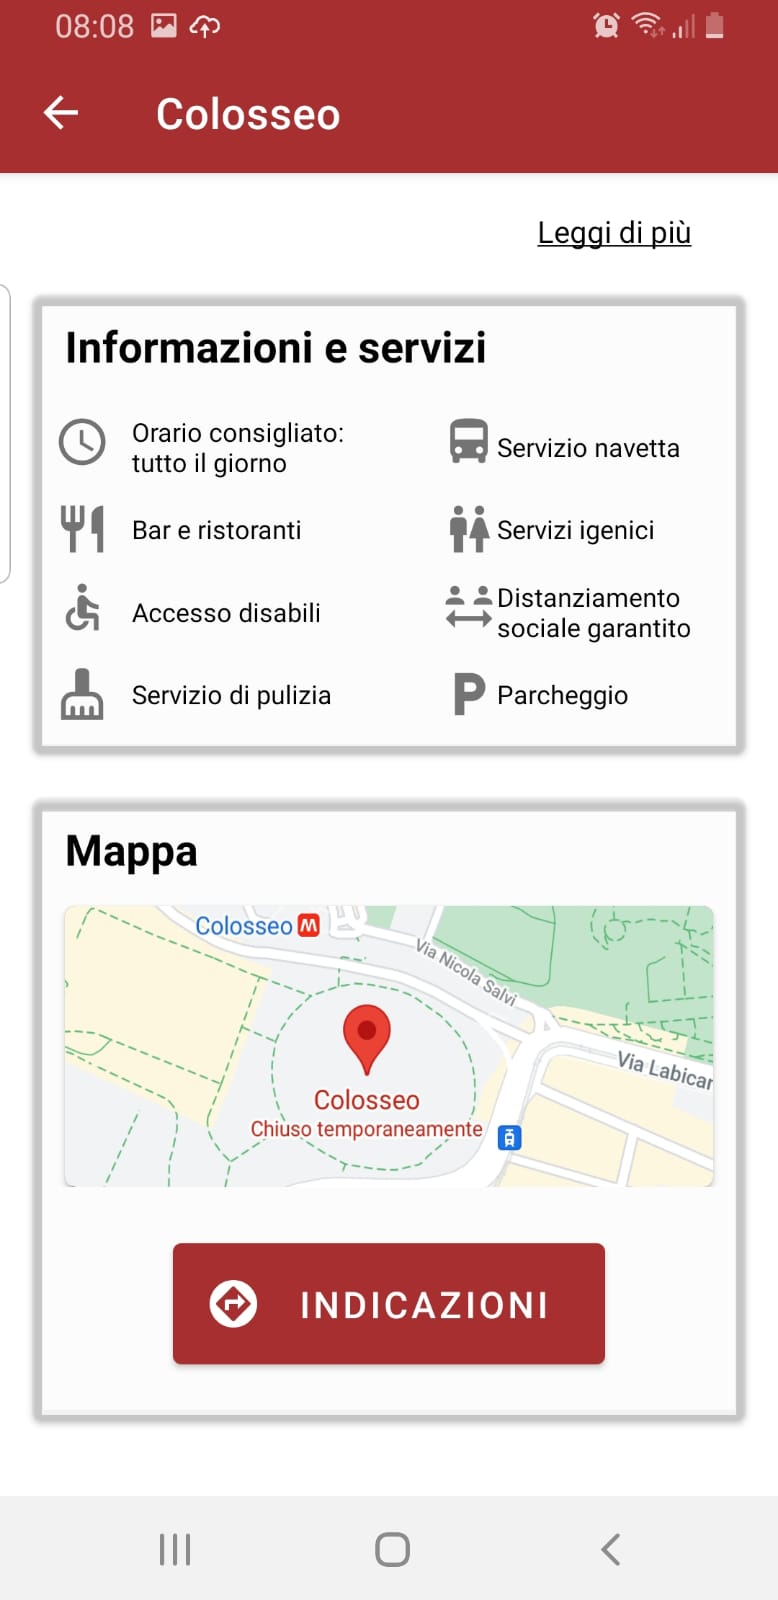 08:08
Colosseo
Leggi di più
Informazioni e servizi
Orario consigliato:
tutto il giorno
Servizio navetta
Bar e ristoranti
Servizi igenici
Accesso disabili
Distanziamento
sociale garantito
Servizio di pulizia
P Parcheggio
Mappa
Colosseo M
Via Nicola Salvi
Via Labicar
Colosseo
Chiuso temporaneamente
INDICAZIONI